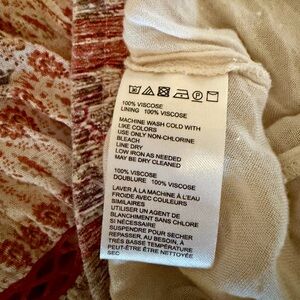 100% VISCOSE
LINING 100% VISCOSE
MACHINE WASH COLD WITH
LIKE COLORS
USE ONLY NON-CHLORINE
BLEACH
LINE DRY
LOW IRON AS NEEDED
MAY BE DRY CLEANED
100% VISCOSE
DOUBLURE 100% VISCOSE
LAVER À LA MACHINE À L'EAU
FROIDE AVEC COULEURS
SIMILAIRES
UTILISER UN AGENT DE
BLANCHIMENT SANS CHLORE
SI NÉCESSAIRE
SUSPENDRE POUR SÉCHER
REPASSER, AU BESOIN, À
TRÈS BASSE TEMPÉRATURE
PEUT-ÊTRE ÊTRE NETTOYÉE
SEC